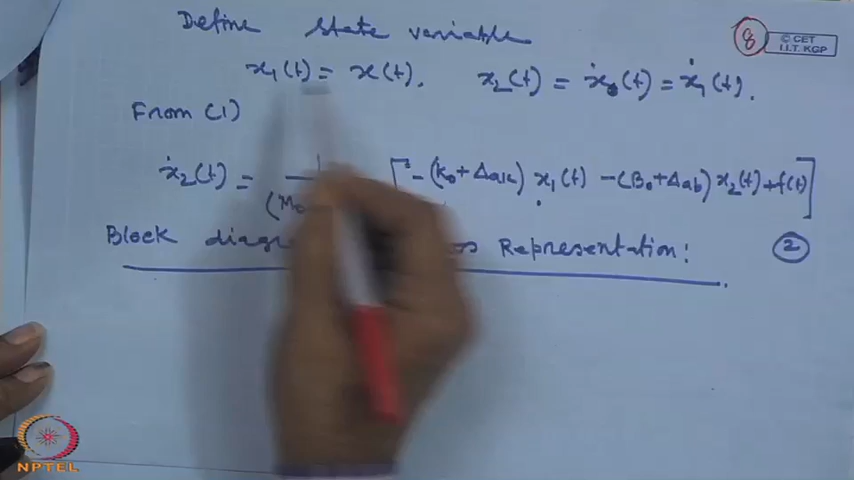 Define state variable
8
© CET
I.I.T. KGP
x₁(t) = x(t). x₂(t) = ẋ(t) = ẋ₁(t).
From (1)
ẋ₂(t) = [-(K₀+Δak) x₁(t) -(B₀+Δab) x₂(t) + f(t)]
Block Representation:
2
NPTEL